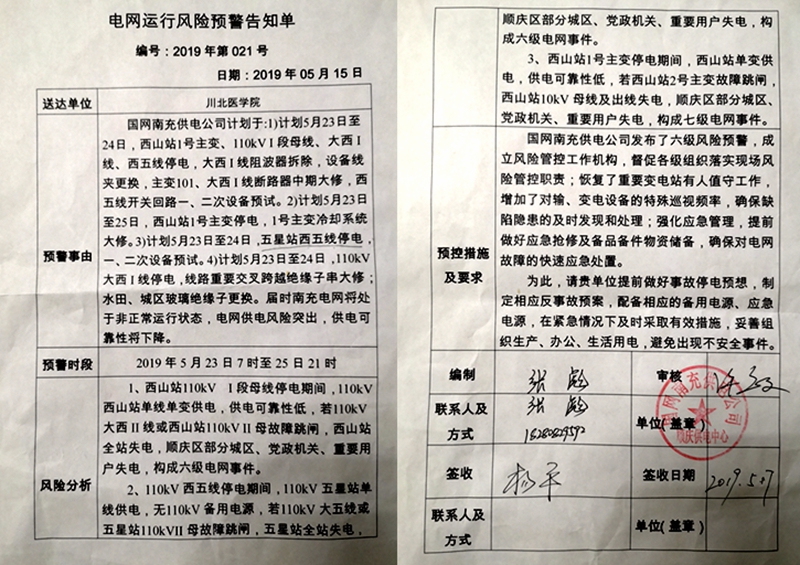 电网运行风险预警告知单
编号：2019年第021号
日期：2019年05月15日
送达单位
川北医学院
预警事由
国网南充供电公司计划于:1)计划5月23日至
24日，西山站1号主变、110kV I段母线、大西I
线、西五线停电，大西I线阻波器拆除，设备线
夹更换，主变101、大西I线断路器中期大修，西
五线开关回路一、二次设备预试。2)计划5月23日
至25日，西山站1号主变停电，1号主变冷却系统
大修。3)计划5月23日至24日，五星站西五线停电，
一、二次设备预试。4)计划5月23日至24日，110kV
大西I线停电，线路重要交叉跨越绝缘子串大修；
水田、城区玻璃绝缘子更换。届时南充电网将处
于非正常运行状态，电网供电风险突出，供电可
靠性将下降。
预警时段
2019年5月23日7时至25日21时
风险分析
1、西山站110kV I段母线停电期间，110kV
西山站单线单变供电，供电可靠性低，若110kV
大西II线或西山站110kV II母故障跳闸，西山站
全站失电，顺庆区部分城区、党政机关、重要用
户失电，构成六级电网事件。
2、110kV西五线停电期间，110kV五星站单
线供电，无110kV备用电源，若110kV大五线或
五星站110kVII母故障跳闸，五星站全站失电，
顺庆区部分城区、党政机关、重要用户失电，构
成六级电网事件。
3、西山站1号主变停电期间，西山站单变供
电，供电可靠性低，若西山站2号主变故障跳闸，
西山站10kV母线及出线失电，顺庆区部分城区、
党政机关、重要用户失电，构成七级电网事件。
预控措施
及要求
国网南充供电公司发布了六级风险预警，成
立风险管控工作机构，督促各级组织落实现场风
险管控职责；恢复了重要变电站有人值守工作，
增加了对输、变电设备的特殊巡视频率，确保缺
陷隐患的及时发现和处理；强化应急管理，提前
做好应急抢修及备品备件物资储备，确保对电网
故障的快速应急处置。
为此，请贵单位提前做好事故停电预想，制
定相应反事故预案，配备相应的备用电源、应急
电源，在紧急情况下及时采取有效措施，妥善组
织生产、办公、生活用电，避免出现不安全事件。
编制
张彪
审核
联系人及
方式
张彪
单位（盖章）
国网南充供电公司
顺庆供电中心
签收
杨平
签收日期
2019.5.17
联系人及
方式
单位（盖章）